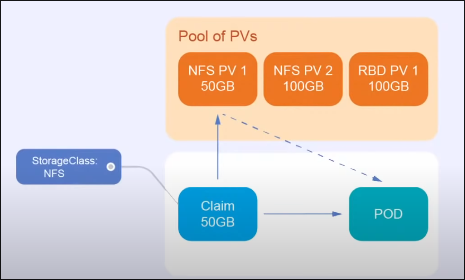 Pool of PVs
NFS PV 1
50GB
NFS PV 2
100GB
RBD PV 1
100GB
StorageClass:
NFS
Claim
50GB
POD